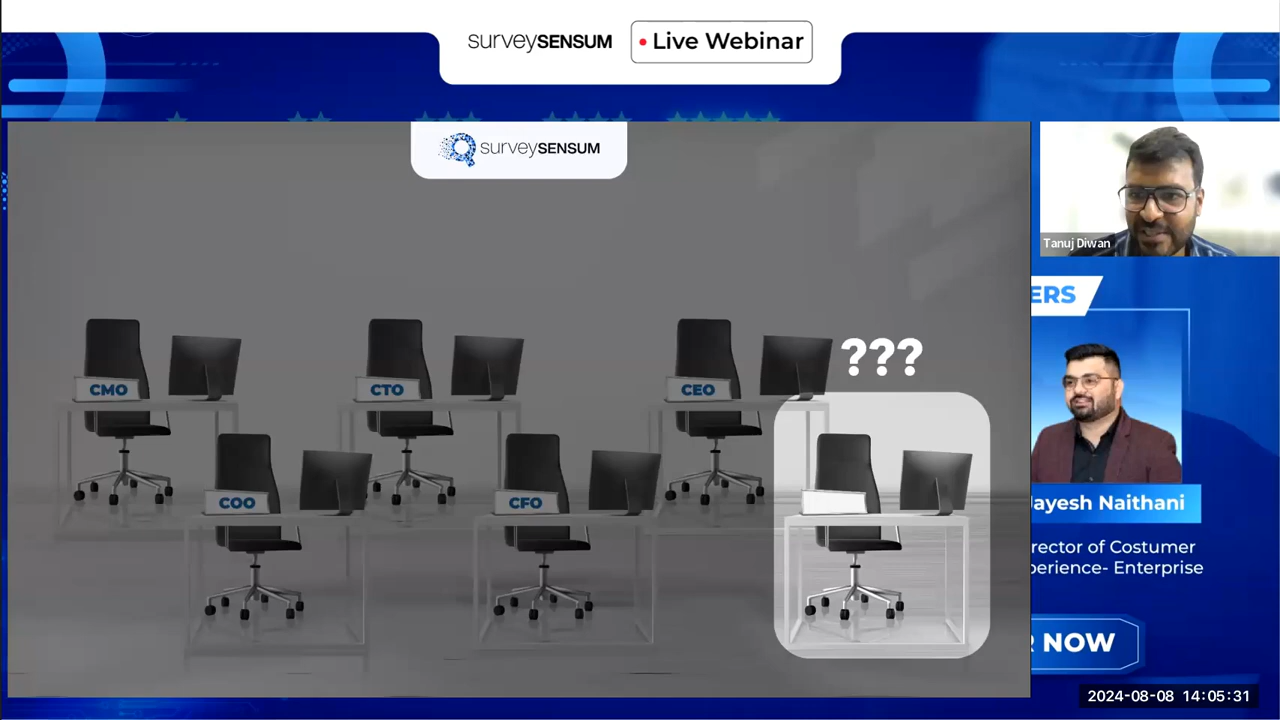 surveySENSUM
Live Webinar
surveySENSUM
Tanuj Diwan
ERS
???
CMO
CTO
CEO
COO
CFO
Jayesh Naithani
rector of Costumer
perience- Enterprise
NOW
2024-08-08 14:05:31